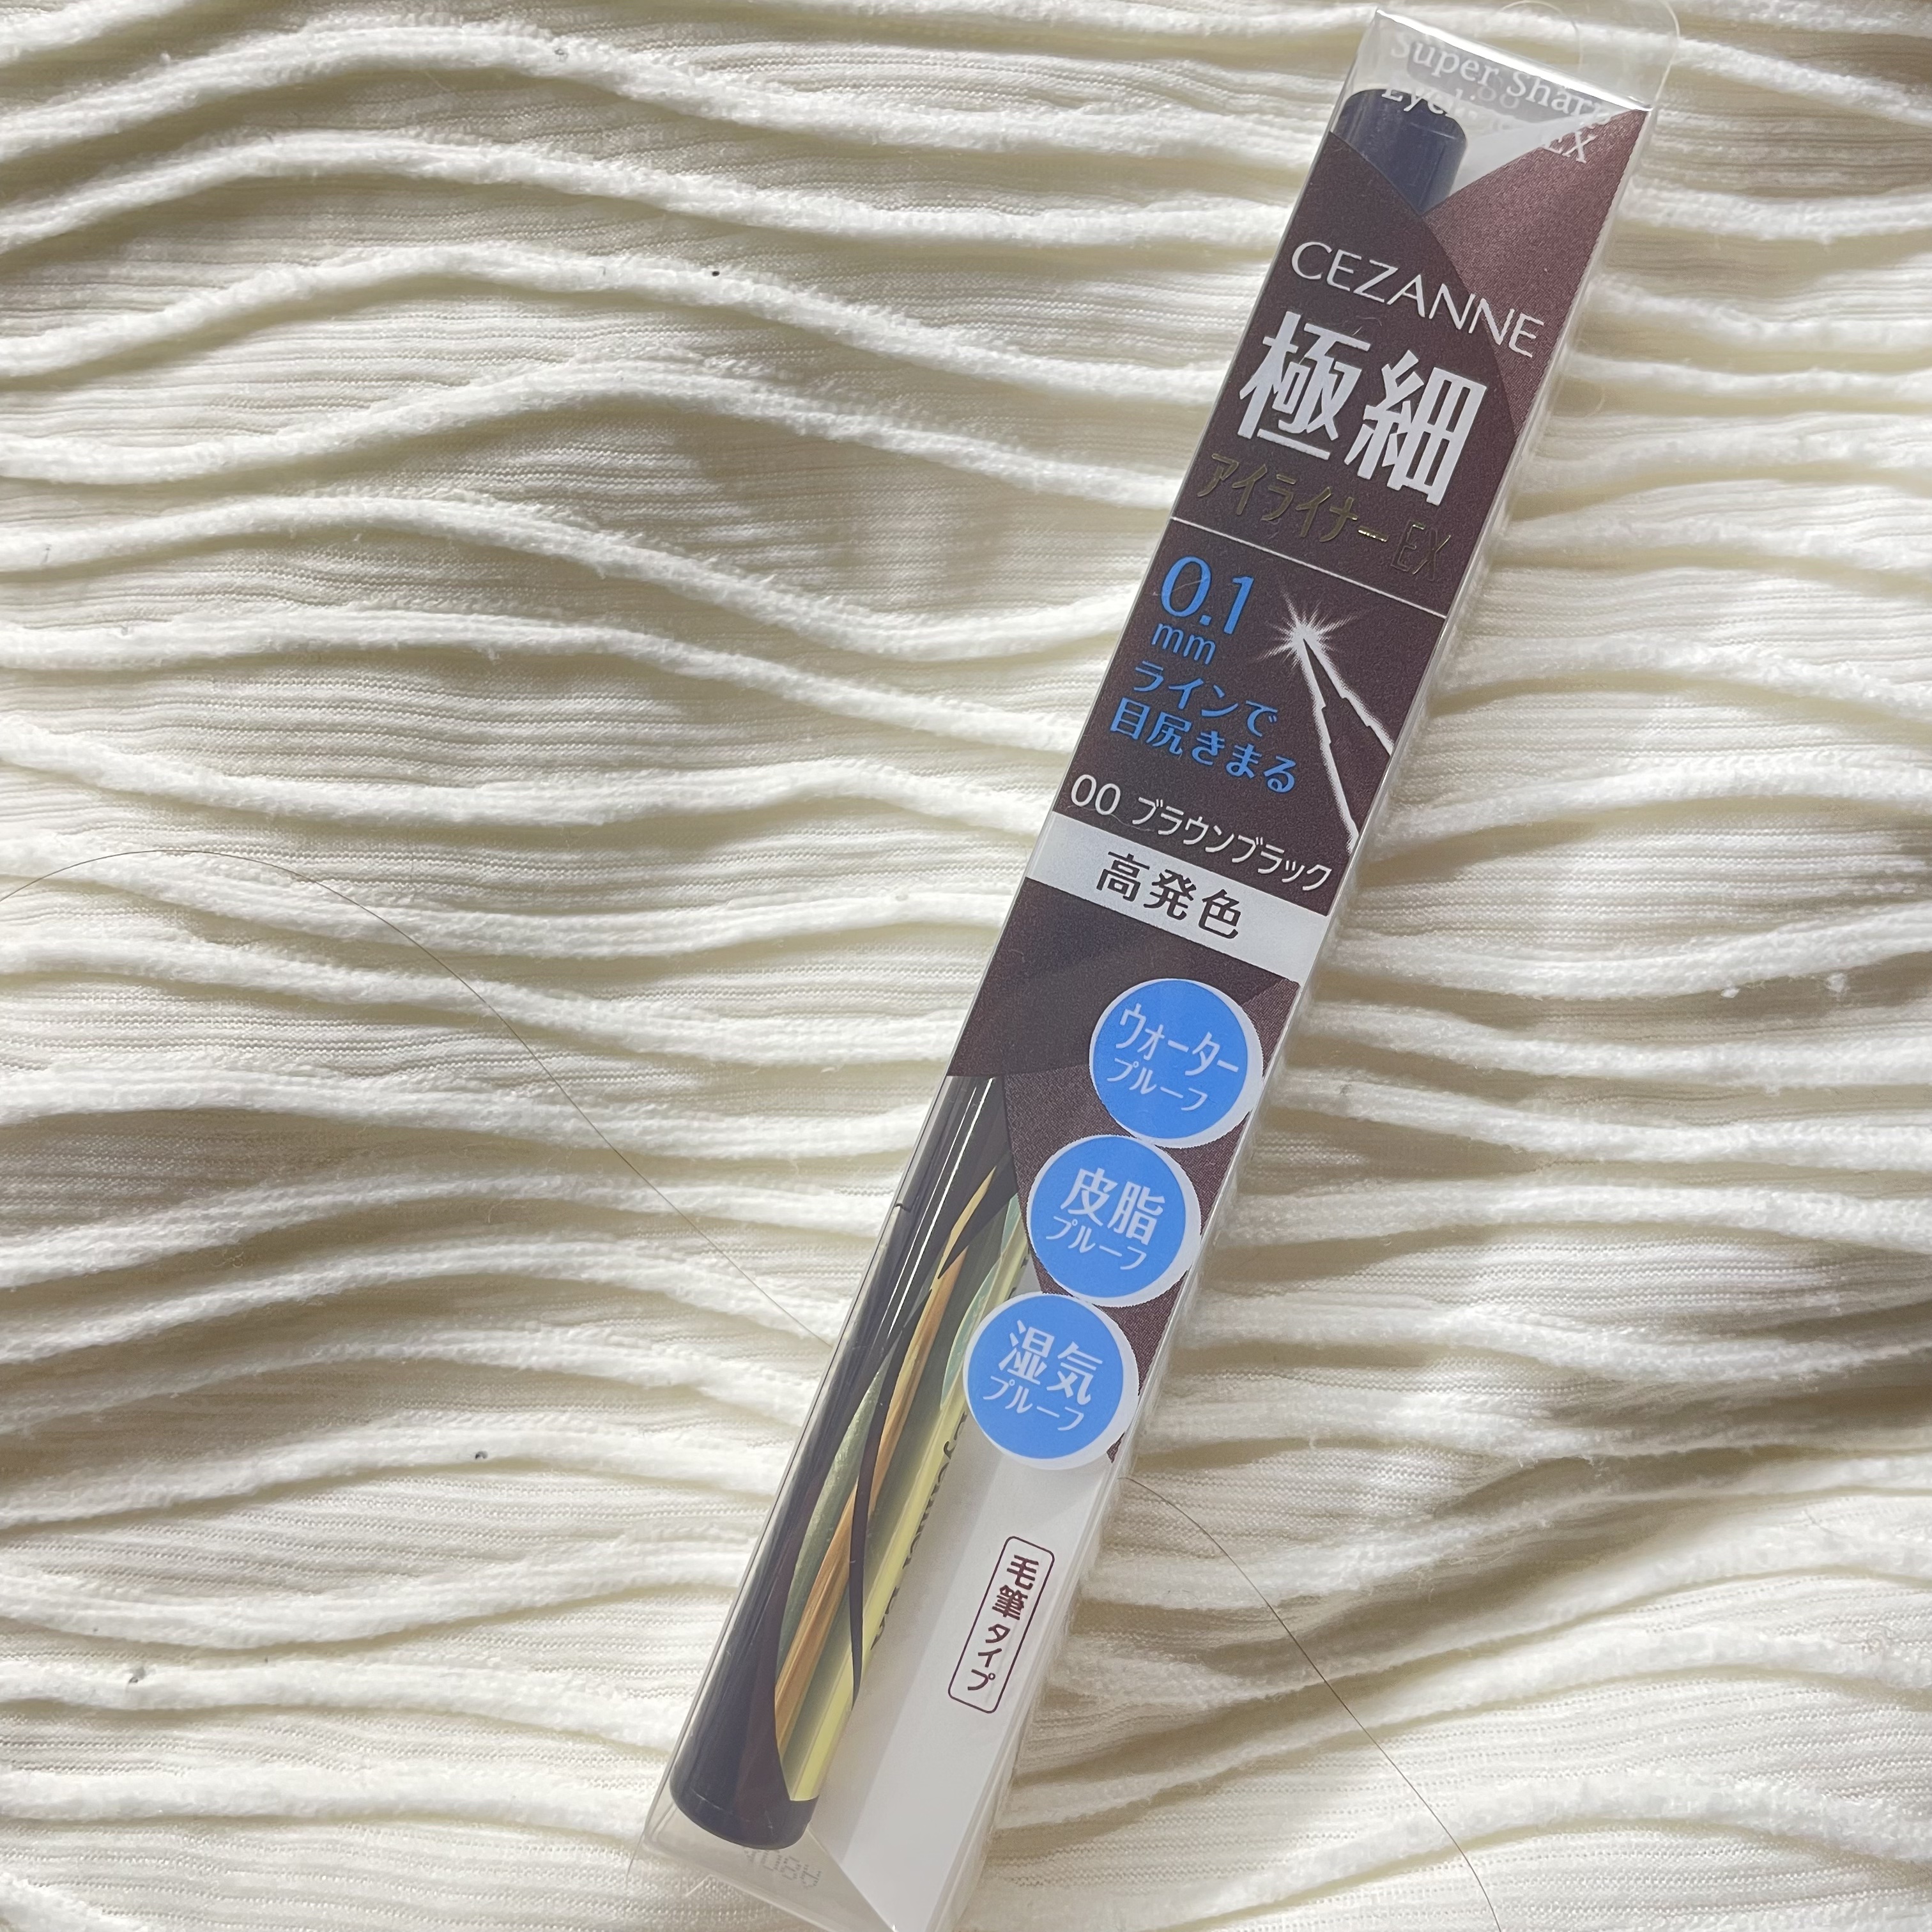 Super Sharp
EX
CEZANNE
極細
アイライナーEX
0.1
mm
ラインで
目尻きまる
00 ブラウンブラック
高発色
ウォーター
プルーフ
皮脂
プルーフ
湿気
プルーフ
毛筆タイプ